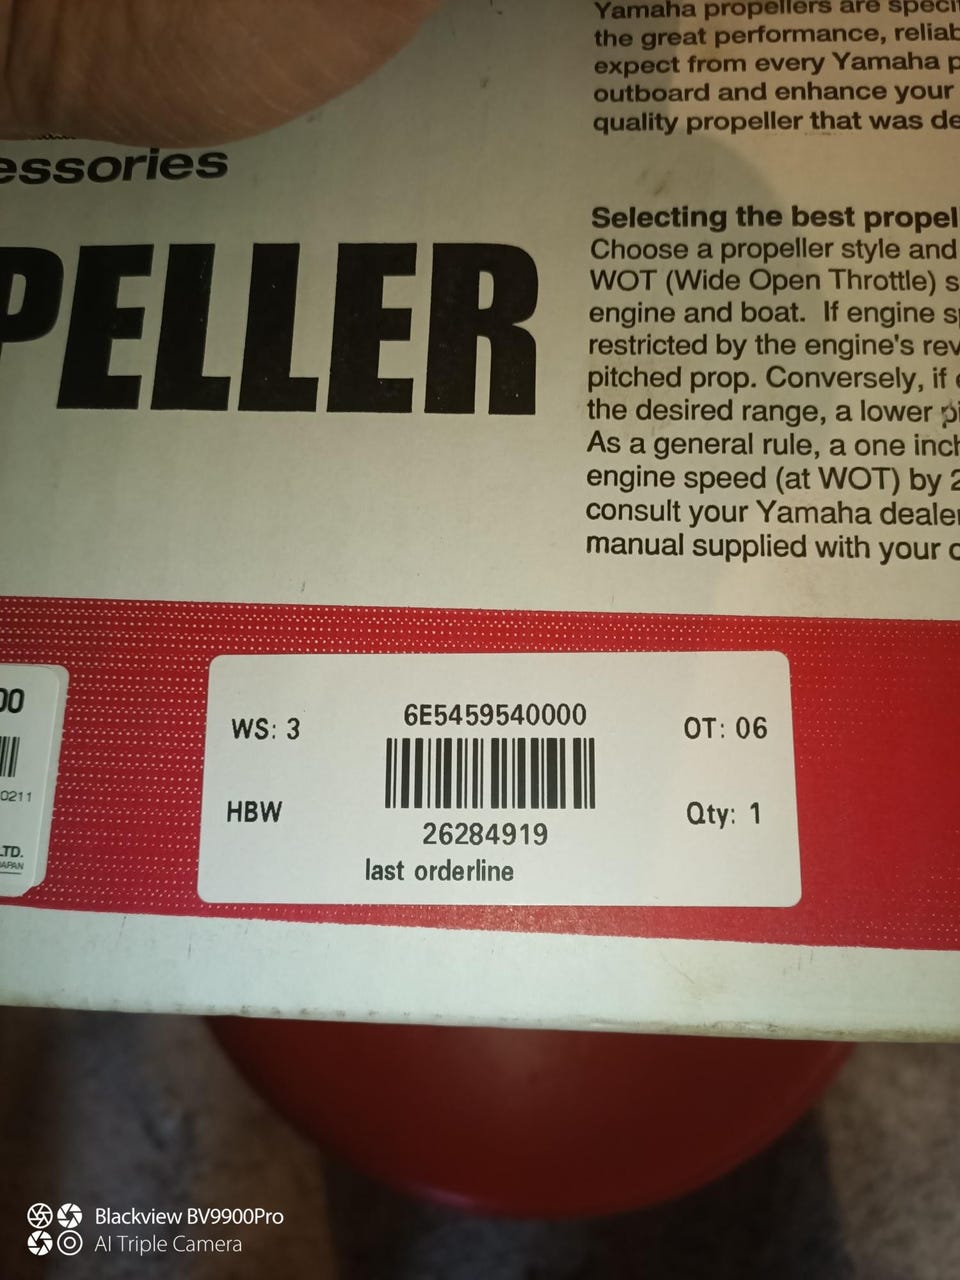 Yamaha propellers are speci
the great performance, reliab
expect from every Yamaha p
outboard and enhance your
quality propeller that was de
essories
PELLER
Selecting the best propel
Choose a propeller style and
WOT (Wide Open Throttle) s
engine and boat. If engine sp
restricted by the engine's rev
pitched prop. Conversely, if e
the desired range, a lower pi
As a general rule, a one inch
engine speed (at WOT) by 2
consult your Yamaha dealer
manual supplied with your o
00
0211
LTD.
JAPAN
WS: 3
6E5459540000
OT: 06
HBW
26284919
Qty: 1
last orderline
Blackview BV9900Pro
AI Triple Camera